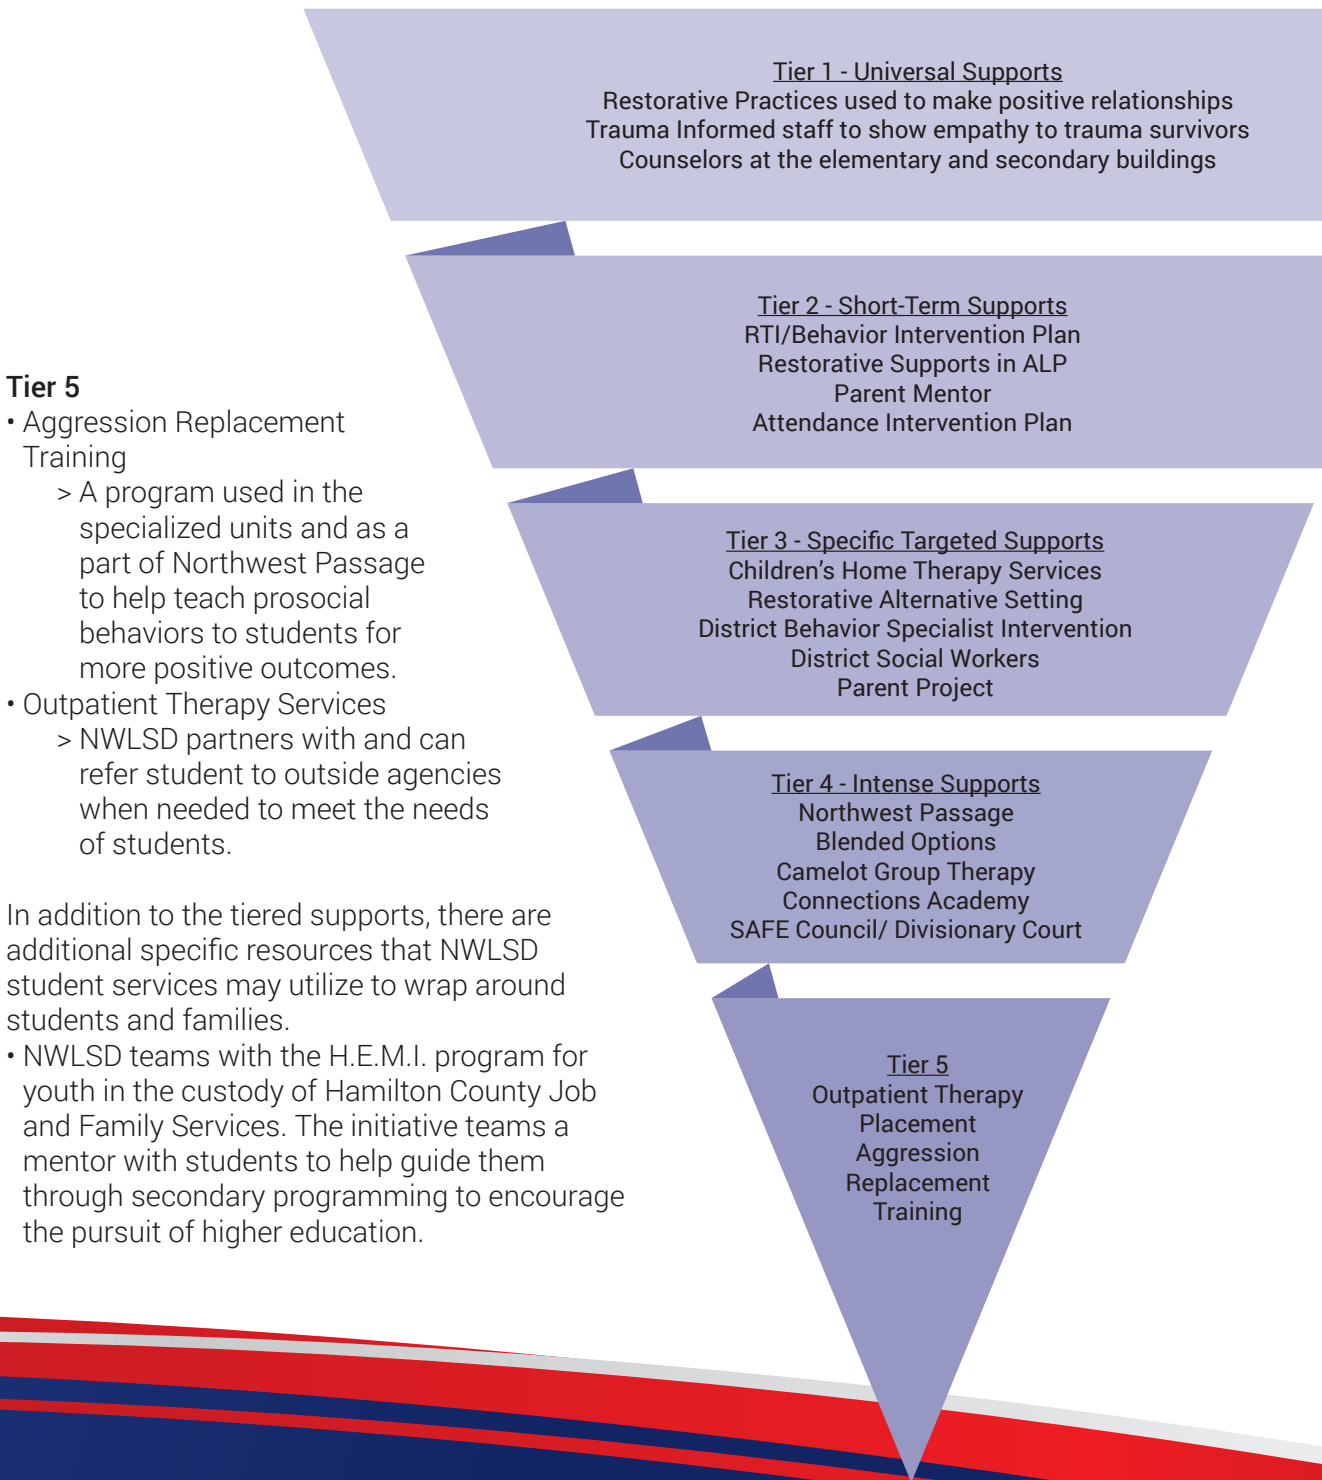 Tier 1 - Universal Supports
Restorative Practices used to make positive relationships
Trauma Informed staff to show empathy to trauma survivors
Counselors at the elementary and secondary buildings
Tier 2 - Short-Term Supports
RTI/Behavior Intervention Plan
Restorative Supports in ALP
Parent Mentor
Attendance Intervention Plan
Tier 3 - Specific Targeted Supports
Children's Home Therapy Services
Restorative Alternative Setting
District Behavior Specialist Intervention
District Social Workers
Parent Project
Tier 4 - Intense Supports
Northwest Passage
Blended Options
Camelot Group Therapy
Connections Academy
SAFE Council/ Divisionary Court
Tier 5
Outpatient Therapy
Placement
Aggression
Replacement
Training
Tier 5
• Aggression Replacement
Training
> A program used in the
specialized units and as a
part of Northwest Passage
to help teach prosocial
behaviors to students for
more positive outcomes.
• Outpatient Therapy Services
> NWLSD partners with and can
refer student to outside agencies
when needed to meet the needs
of students.
In addition to the tiered supports, there are
additional specific resources that NWLSD
student services may utilize to wrap around
students and families.
• NWLSD teams with the H.E.M.I. program for
youth in the custody of Hamilton County Job
and Family Services. The initiative teams a
mentor with students to help guide them
through secondary programming to encourage
the pursuit of higher education.